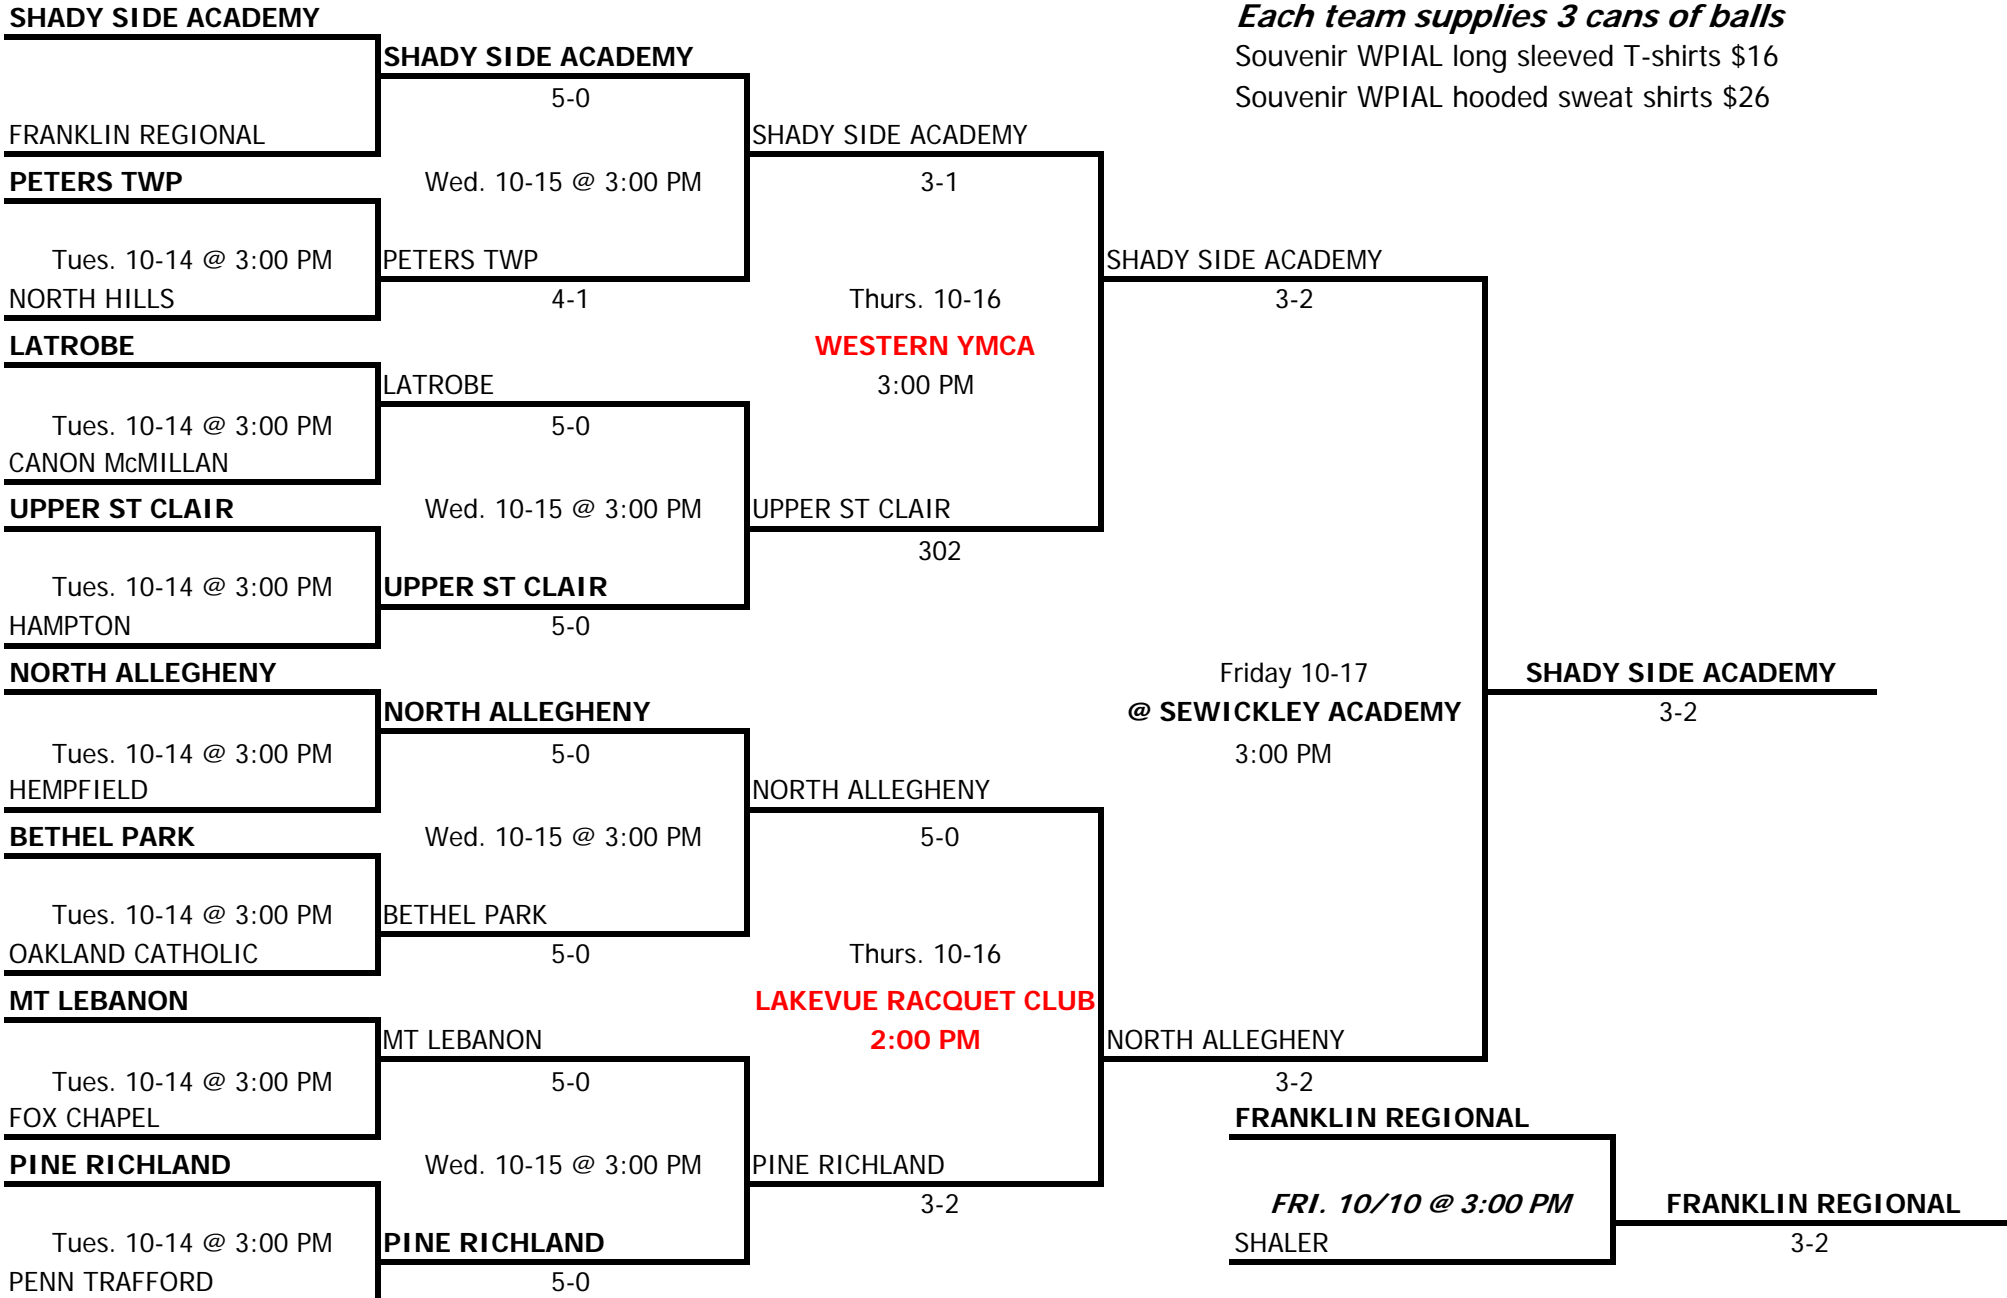 SHADY SIDE ACADEMY
Each team supplies 3 cans of balls
SHADY SIDE ACADEMY
Souvenir WPIAL long sleeved T-shirts $16
5-0
Souvenir WPIAL hooded sweat shirts $26
FRANKLIN REGIONAL
SHADY SIDE ACADEMY
PETERS TWP
Wed. 10-15 @ 3:00 PM
3-1
Tues. 10-14 @ 3:00 PM
PETERS TWP
SHADY SIDE ACADEMY
NORTH HILLS
4-1
Thurs. 10-16
3-2
LATROBE
WESTERN YMCA
LATROBE
3:00 PM
Tues. 10-14 @ 3:00 PM
5-0
CANON McMILLAN
UPPER ST CLAIR
Wed. 10-15 @ 3:00 PM
UPPER ST CLAIR
302
Tues. 10-14 @ 3:00 PM
UPPER ST CLAIR
HAMPTON
5-0
NORTH ALLEGHENY
Friday 10-17
SHADY SIDE ACADEMY
NORTH ALLEGHENY
@ SEWICKLEY ACADEMY
3-2
Tues. 10-14 @ 3:00 PM
5-0
3:00 PM
HEMPFIELD
NORTH ALLEGHENY
BETHEL PARK
Wed. 10-15 @ 3:00 PM
5-0
Tues. 10-14 @ 3:00 PM
BETHEL PARK
OAKLAND CATHOLIC
5-0
Thurs. 10-16
MT LEBANON
LAKEVUE RACQUET CLUB
MT LEBANON
2:00 PM
NORTH ALLEGHENY
Tues. 10-14 @ 3:00 PM
5-0
3-2
FOX CHAPEL
FRANKLIN REGIONAL
PINE RICHLAND
Wed. 10-15 @ 3:00 PM
PINE RICHLAND
3-2
FRI. 10/10 @ 3:00 PM
FRANKLIN REGIONAL
Tues. 10-14 @ 3:00 PM
PINE RICHLAND
SHALER
3-2
PENN TRAFFORD
5-0